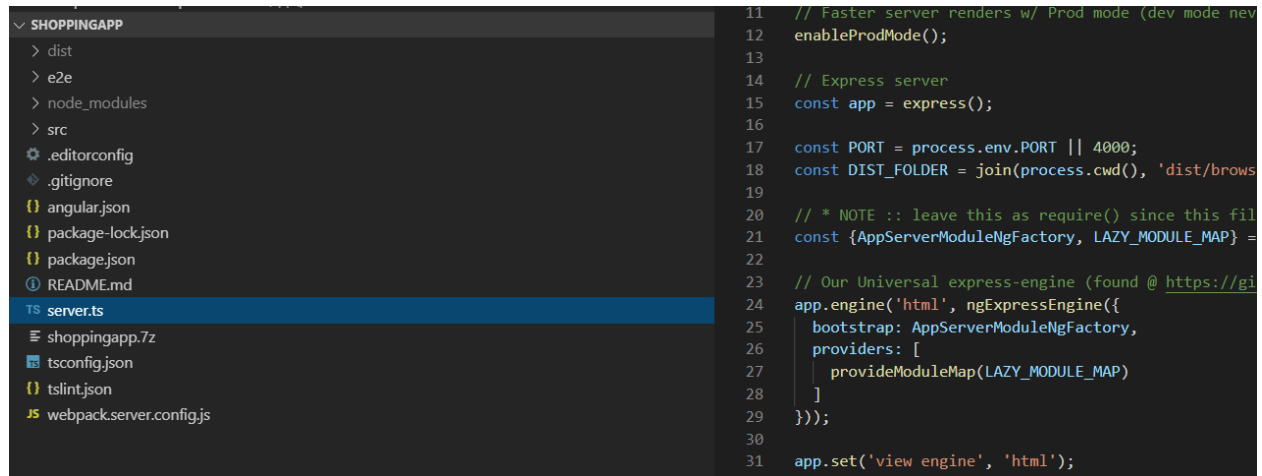 SHOPPINGAPP
dist
e2e
node_modules
src
.editorconfig
.gitignore
angular.json
package-lock.json
package.json
README.md
TS server.ts
shoppingapp.7z
tsconfig.json
tslint.json
JS webpack.server.config.js
11 // Faster server renders w/ Prod mode (dev mode nev
12 enableProdMode();
13
14 // Express server
15 const app = express();
16
17 const PORT = process.env.PORT || 4000;
18 const DIST_FOLDER = join(process.cwd(), 'dist/brows
19
20 // * NOTE :: leave this as require() since this fil
21 const {AppServerModuleNgFactory, LAZY_MODULE_MAP} =
22
23 // Our Universal express-engine (found @ https://gi
24 app.engine('html', ngExpressEngine({
25 bootstrap: AppServerModuleNgFactory,
26 providers: [
27 provideModuleMap(LAZY_MODULE_MAP)
28 ]
29 }));
30
31 app.set('view engine', 'html');